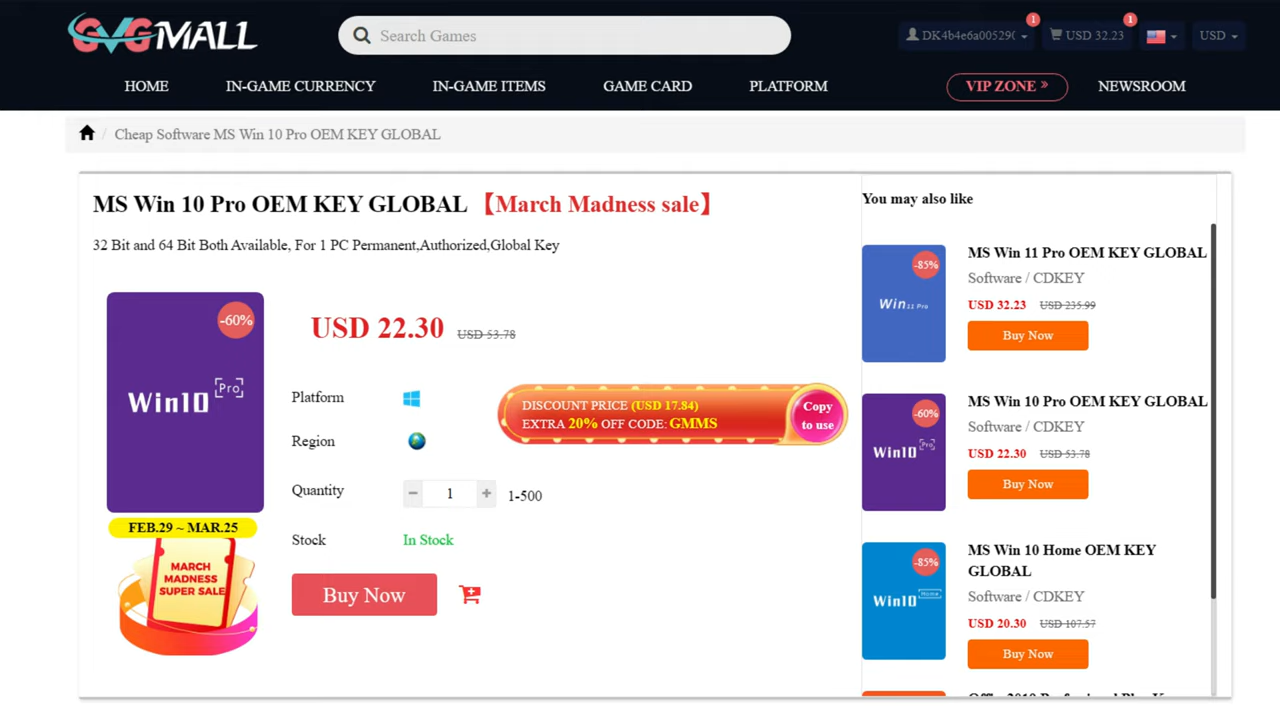 GVGMALL
Search Games
1
DK4b4e6a005290
1
USD 32.23
USD
HOME
IN-GAME CURRENCY
IN-GAME ITEMS
GAME CARD
PLATFORM
VIP ZONE »
NEWSROOM
/ Cheap Software MS Win 10 Pro OEM KEY GLOBAL
MS Win 10 Pro OEM KEY GLOBAL 【March Madness sale】
32 Bit and 64 Bit Both Available, For 1 PC Permanent,Authorized,Global Key
-60%
Win10 Pro
FEB.29 ~ MAR.25
MARCH
MADNESS
SUPER SALE
USD 22.30 USD 53.78
Platform
Region
DISCOUNT PRICE (USD 17.84)
EXTRA 20% OFF CODE: GMMS
Copy
to use
Quantity
− 1 + 1-500
Stock In Stock
Buy Now
You may also like
-85%
Win 11 Pro
MS Win 11 Pro OEM KEY GLOBAL
Software / CDKEY
USD 32.23 USD 235.99
Buy Now
-60%
Win10 Pro
MS Win 10 Pro OEM KEY GLOBAL
Software / CDKEY
USD 22.30 USD 53.78
Buy Now
-85%
Win10 Home
MS Win 10 Home OEM KEY
GLOBAL
Software / CDKEY
USD 20.30 USD 107.57
Buy Now